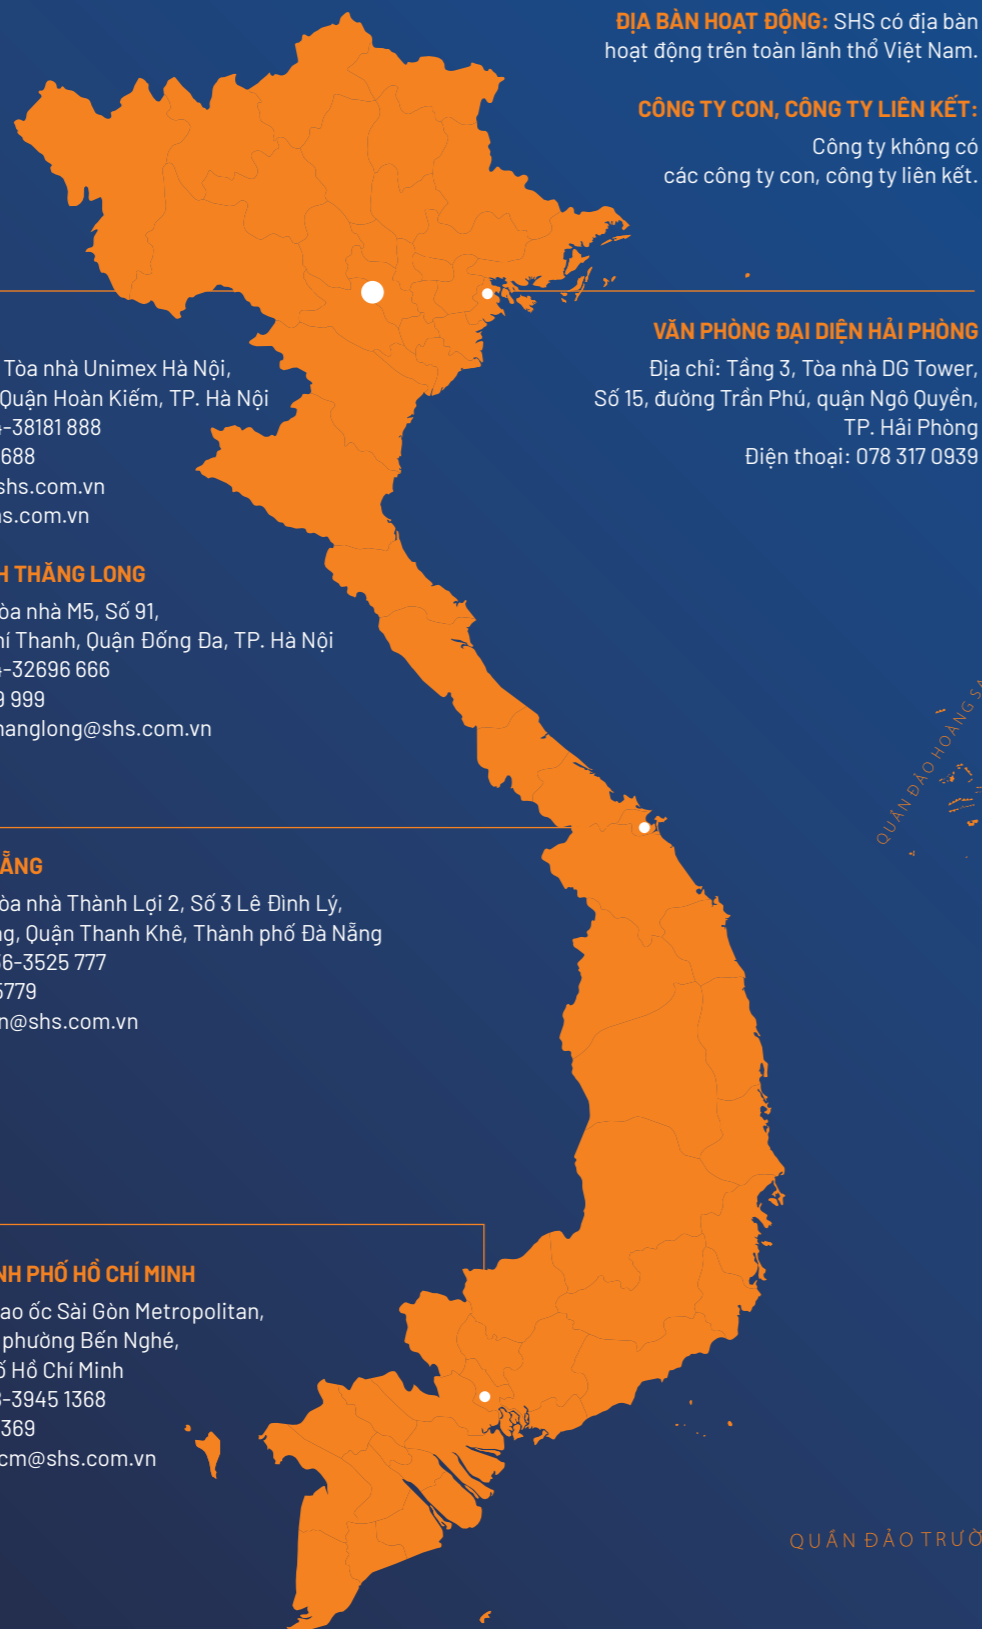 ĐỊA BÀN HOẠT ĐỘNG: SHS có địa bàn
hoạt động trên toàn lãnh thổ Việt Nam.
CÔNG TY CON, CÔNG TY LIÊN KẾT:
Công ty không có
các công ty con, công ty liên kết.
Tòa nhà Unimex Hà Nội,
Quận Hoàn Kiếm, TP. Hà Nội
-38181 888
688
shs.com.vn
s.com.vn
VĂN PHÒNG ĐẠI DIỆN HẢI PHÒNG
Địa chỉ: Tầng 3, Tòa nhà DG Tower,
Số 15, đường Trần Phú, quận Ngô Quyền,
TP. Hải Phòng
Điện thoại: 078 317 0939
H THĂNG LONG
òa nhà M5, Số 91,
hí Thanh, Quận Đống Đa, TP. Hà Nội
-32696 666
9 999
hanglong@shs.com.vn
QUẦN ĐẢO HOÀNG SA
ẴNG
òa nhà Thành Lợi 2, Số 3 Lê Đình Lý,
ng, Quận Thanh Khê, Thành phố Đà Nẵng
36-3525 777
5779
n@shs.com.vn
NH PHỐ HỒ CHÍ MINH
ao ốc Sài Gòn Metropolitan,
phường Bến Nghé,
ố Hồ Chí Minh
8-3945 1368
369
cm@shs.com.vn
QUẦN ĐẢO TRƯỜ